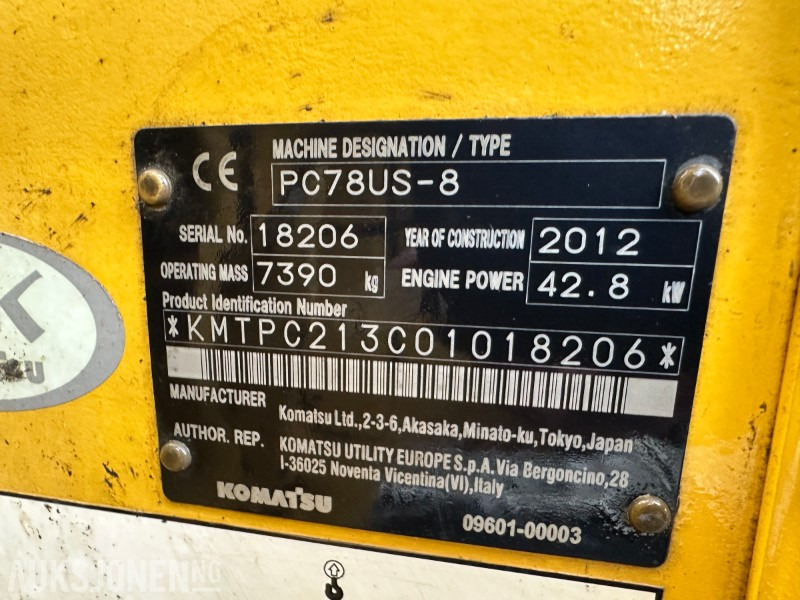 CE
MACHINE DESIGNATION / TYPE
PC78US-8
SERIAL No. 18206 YEAR OF CONSTRUCTION 2012
OPERATING MASS 7390 kg ENGINE POWER 42.8 kW
Product Identification Number
*KMTPC213C01018206*
MANUFACTURER Komatsu Ltd.,2-3-6,Akasaka,Minato-ku,Tokyo,Japan
AUTHOR. REP. KOMATSU UTILITY EUROPE S.p.A. Via Bergoncino,28
I-36025 Noventa Vicentina(VI),Italy
KOMATSU
09601-00003
AUKSJONEN.NO